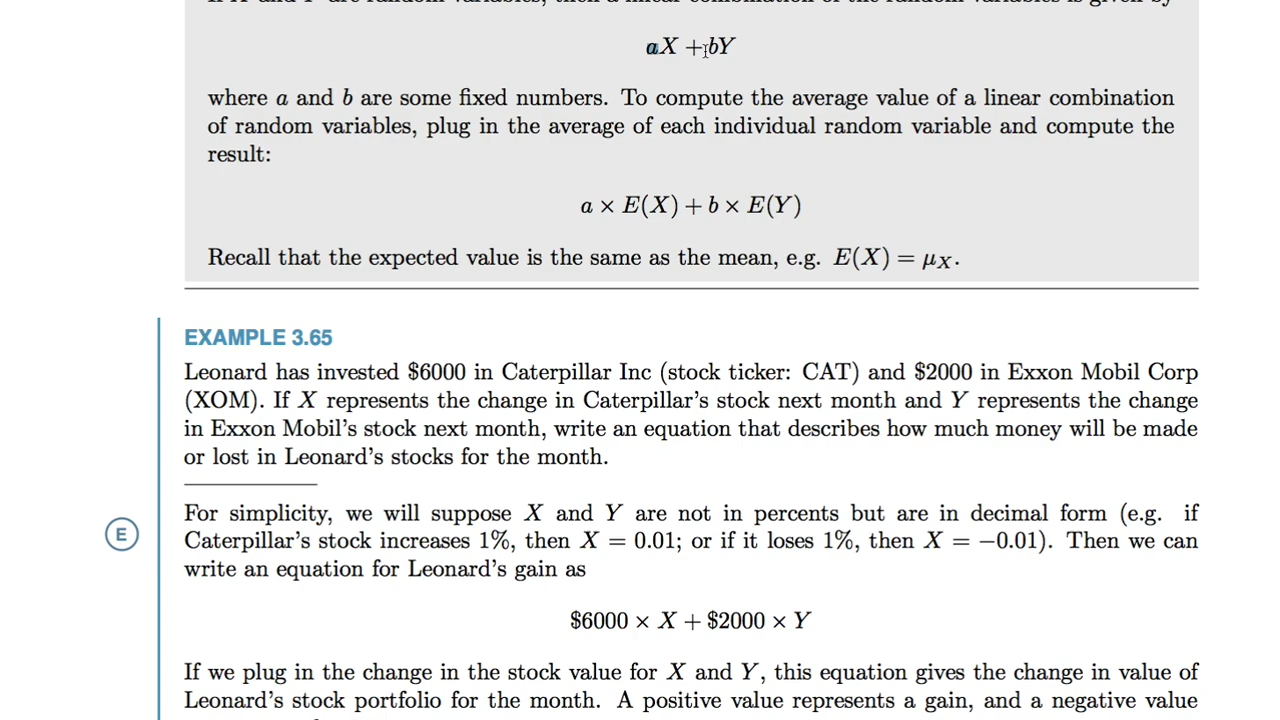 aX + bY
where a and b are some fixed numbers. To compute the average value of a linear combination
of random variables, plug in the average of each individual random variable and compute the
result:
a × E(X) + b × E(Y)
Recall that the expected value is the same as the mean, e.g. E(X) = μX.
EXAMPLE 3.65
Leonard has invested $6000 in Caterpillar Inc (stock ticker: CAT) and $2000 in Exxon Mobil Corp
(XOM). If X represents the change in Caterpillar's stock next month and Y represents the change
in Exxon Mobil's stock next month, write an equation that describes how much money will be made
or lost in Leonard's stocks for the month.
For simplicity, we will suppose X and Y are not in percents but are in decimal form (e.g. if
E
Caterpillar's stock increases 1%, then X = 0.01; or if it loses 1%, then X = −0.01). Then we can
write an equation for Leonard's gain as
$6000 × X + $2000 × Y
If we plug in the change in the stock value for X and Y, this equation gives the change in value of
Leonard's stock portfolio for the month. A positive value represents a gain, and a negative value